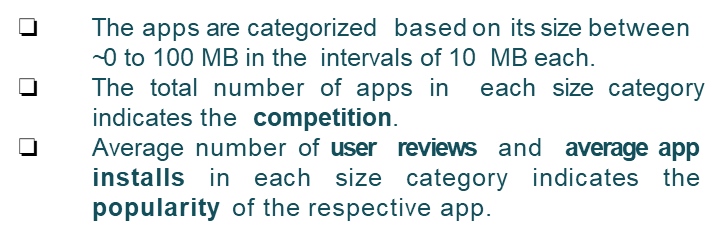 ❑ The apps are categorized based on its size between
~0 to 100 MB in the intervals of 10 MB each.
❑ The total number of apps in each size category
indicates the competition.
❑ Average number of user reviews and average app
installs in each size category indicates the
popularity of the respective app.